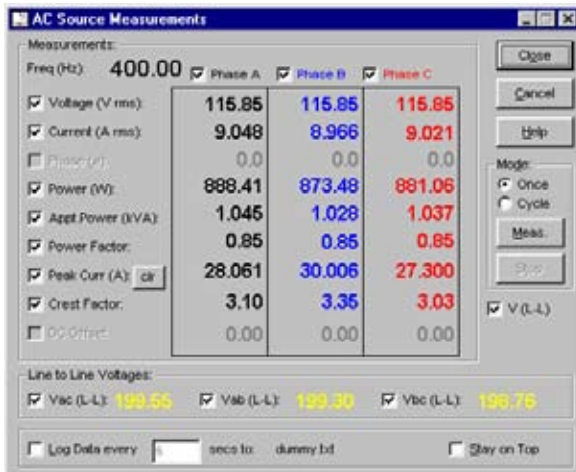 AC Source Measurements
Measurements:
Freq (Hz): 400.00 Phase A Phase B Phase C
Voltage (V rms): 115.85 115.85 115.85
Current (A rms): 9.048 8.966 9.021
Phase (ø): 0.0 0.0 0.0
Power (W): 888.41 873.48 881.06
Appt.Power (kVA): 1.045 1.028 1.037
Power Factor: 0.85 0.85 0.85
Peak Curr (A): clr 28.061 30.006 27.300
Crest Factor: 3.10 3.35 3.03
DC Offset: 0.00 0.00 0.00
Close
Cancel
Help
Mode:
Once
Cycle
Meas.
Stop
V (L-L)
Line to Line Voltages:
Vac (L-L): 199.55 Vab (L-L): 199.30 Vbc (L-L): 198.76
Log Data every secs to: dummy.txt Stay on Top